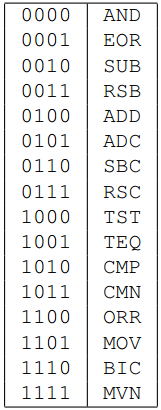 0000 AND
0001 EOR
0010 SUB
0011 RSB
0100 ADD
0101 ADC
0110 SBC
0111 RSC
1000 TST
1001 TEQ
1010 CMP
1011 CMN
1100 ORR
1101 MOV
1110 BIC
1111 MVN